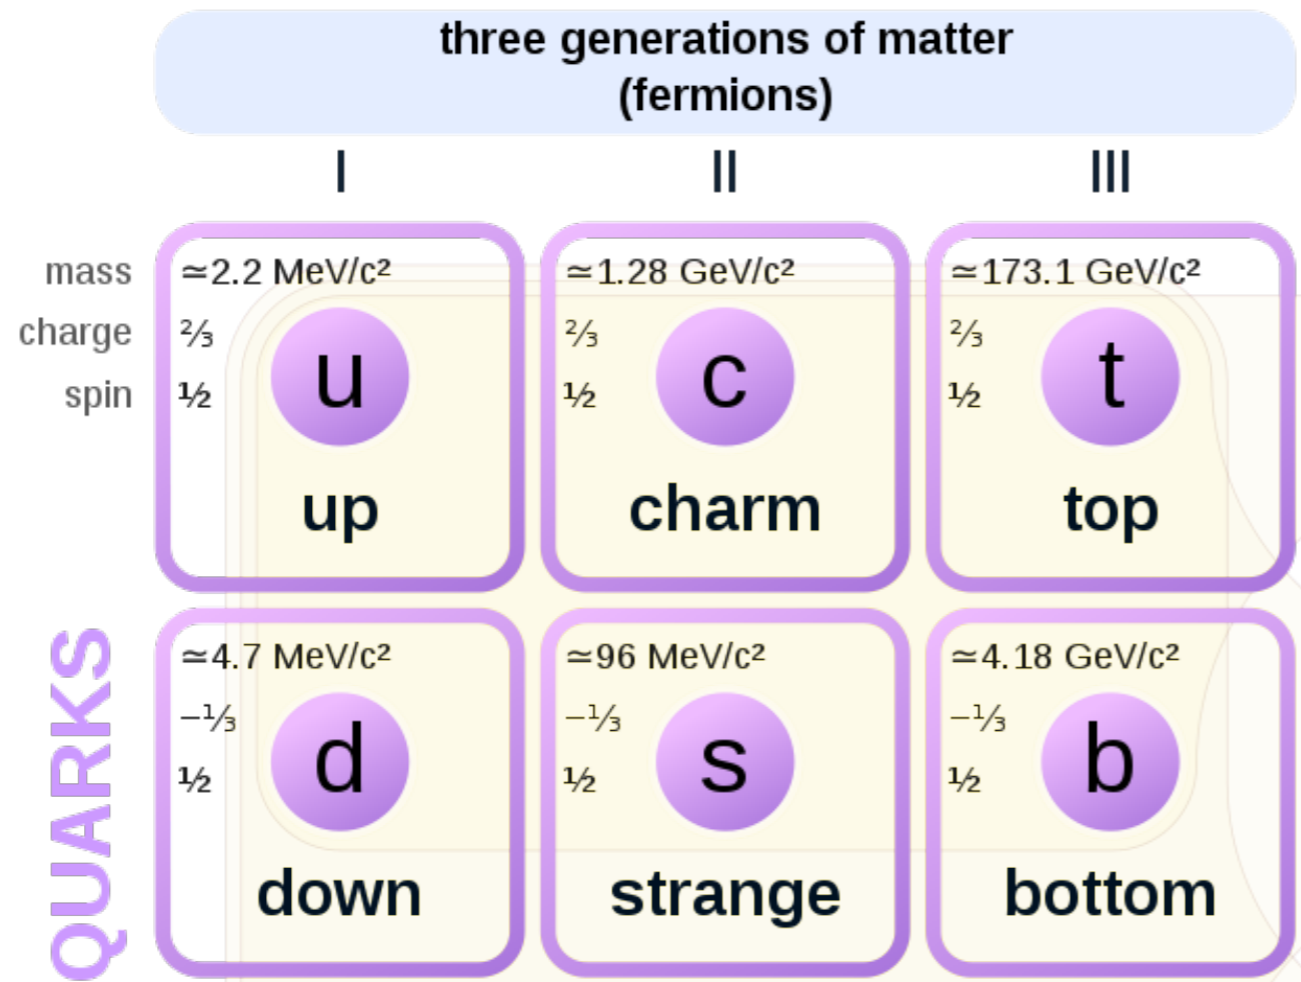 three generations of matter
(fermions)
I II III
mass ≃2.2 MeV/c² ≃1.28 GeV/c² ≃173.1 GeV/c²
charge ⅔ ⅔ ⅔
spin ½ ½ ½
u c t
up charm top
QUARKS
≃4.7 MeV/c² ≃96 MeV/c² ≃4.18 GeV/c²
−⅓ −⅓ −⅓
½ ½ ½
d s b
down strange bottom